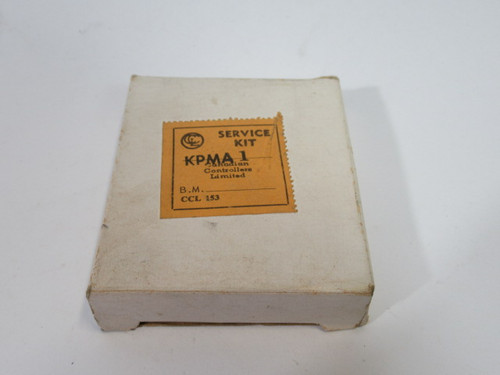 SERVICE
KIT
KPMA 1
Canadian
Controllers
Limited
B.M.
CCL 153